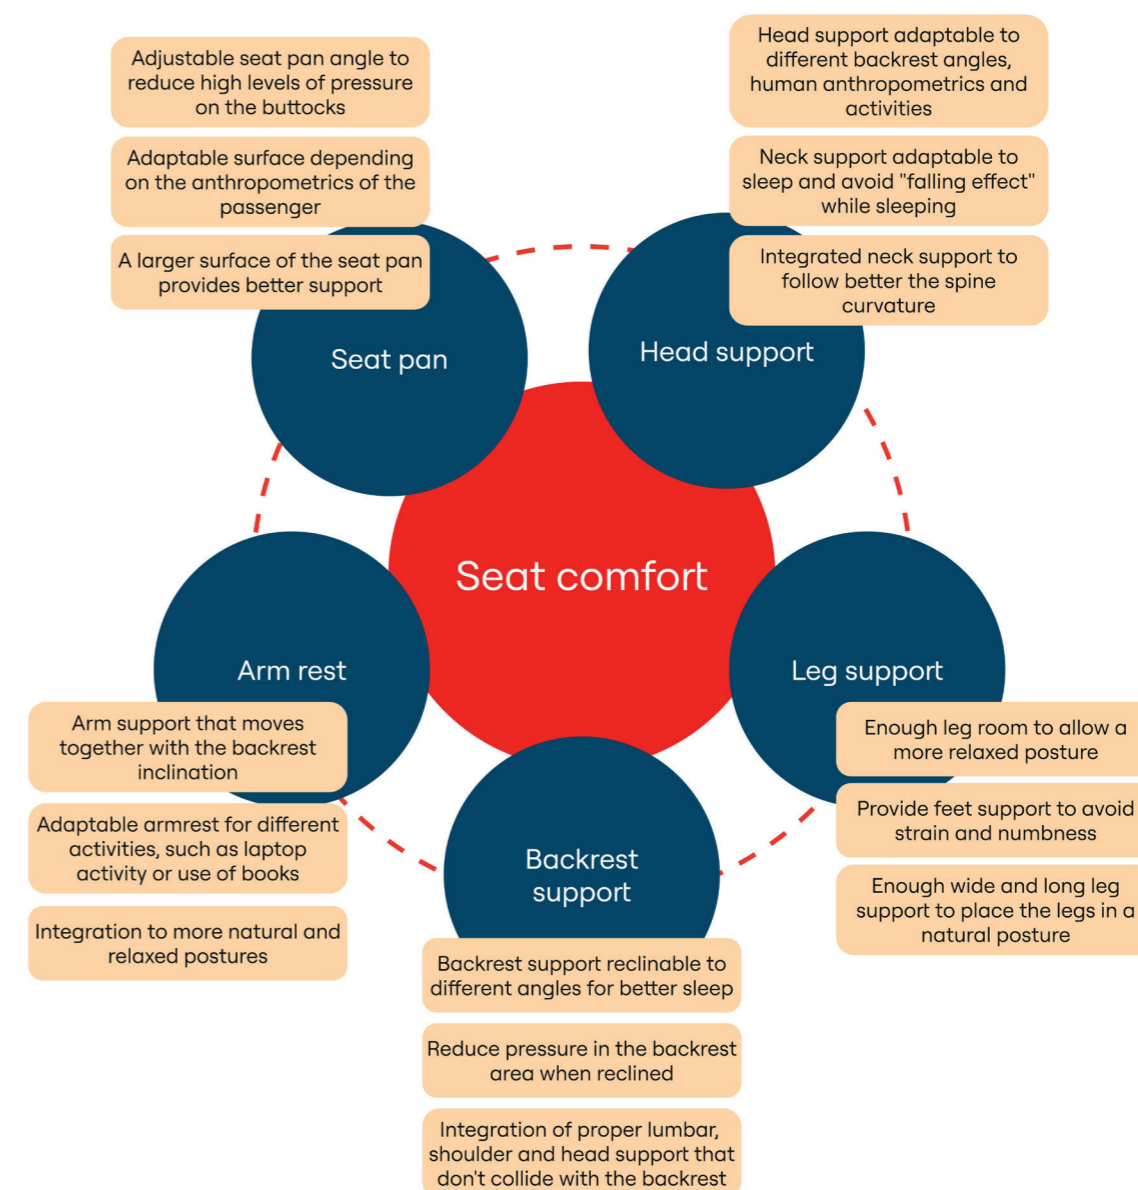 Adjustable seat pan angle to
reduce high levels of pressure
on the buttocks
Adaptable surface depending
on the anthropometrics of the
passenger
A larger surface of the seat pan
provides better support
Seat pan
Head support adaptable to
different backrest angles,
human anthropometrics and
activities
Neck support adaptable to
sleep and avoid "falling effect"
while sleeping
Integrated neck support to
follow better the spine
curvature
Head support
Seat comfort
Arm rest
Arm support that moves
together with the backrest
inclination
Adaptable armrest for different
activities, such as laptop
activity or use of books
Integration to more natural and
relaxed postures
Leg support
Enough leg room to allow a
more relaxed posture
Provide feet support to avoid
strain and numbness
Enough wide and long leg
support to place the legs in a
natural posture
Backrest
support
Backrest support reclinable to
different angles for better sleep
Reduce pressure in the backrest
area when reclined
Integration of proper lumbar,
shoulder and head support that
don't collide with the backrest